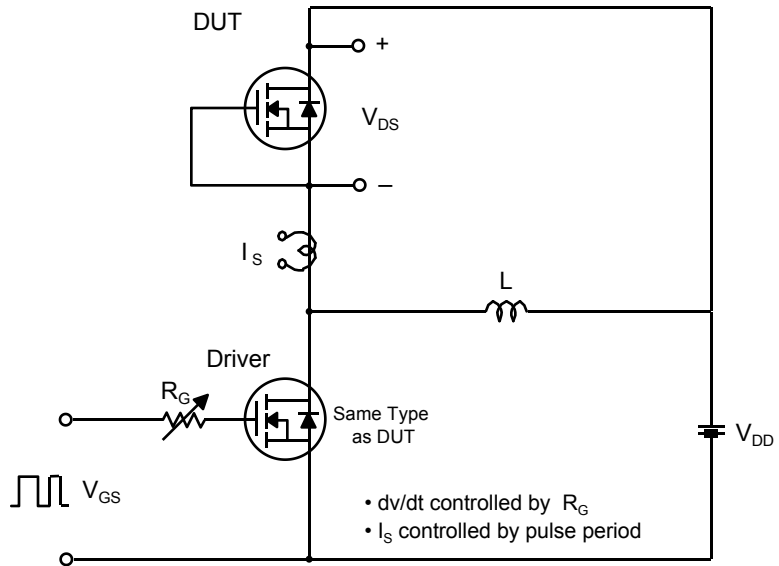 DUT
+
V_DS
–
I_S
L
Driver
R_G
Same Type
as DUT
V_DD
V_GS
• dv/dt controlled by R_G
• I_S controlled by pulse period